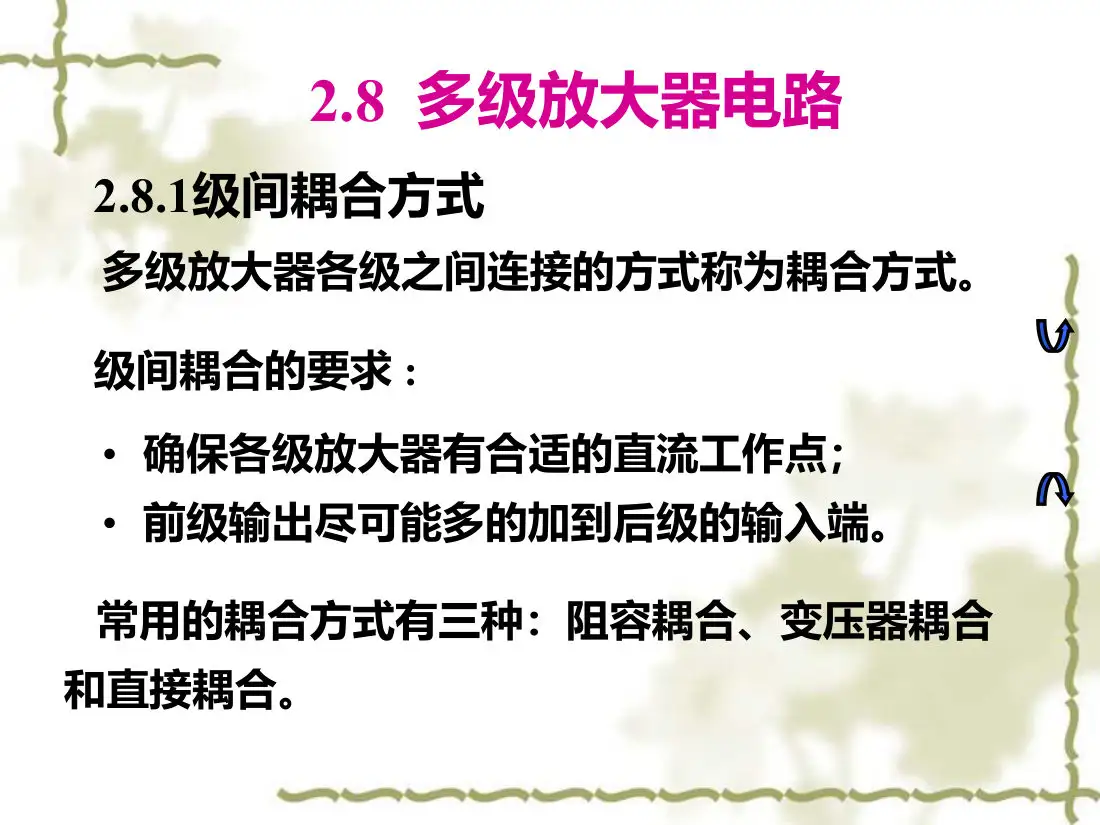 2.8 多级放大器电路
2.8.1级间耦合方式
多级放大器各级之间连接的方式称为耦合方式。
级间耦合的要求：
• 确保各级放大器有合适的直流工作点；
• 前级输出尽可能多的加到后级的输入端。
常用的耦合方式有三种：阻容耦合、变压器耦合
和直接耦合。